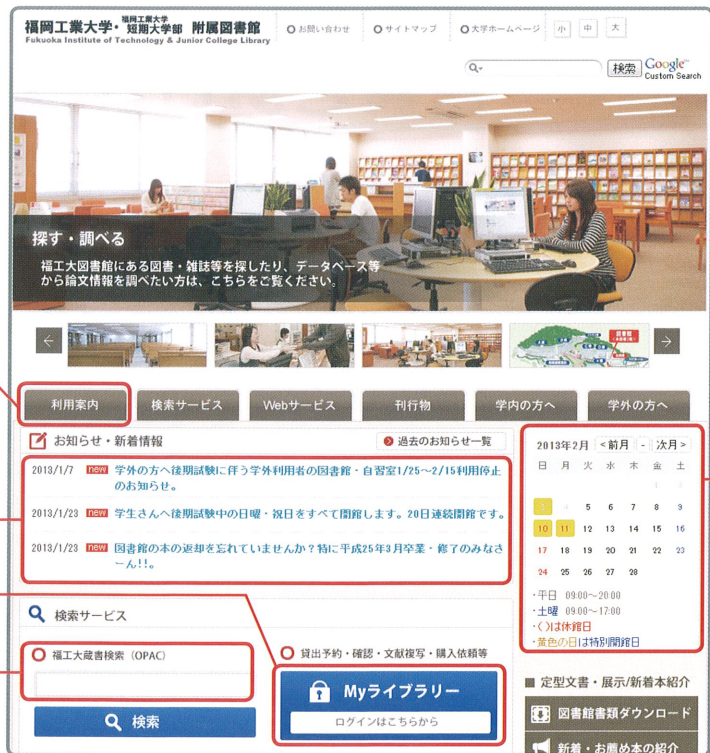 福岡工業大学・福岡工業大学短期大学部 附属図書館
Fukuoka Institute of Technology & Junior College Library
お問い合わせ
サイトマップ
大学ホームページ
小 中 大
検索
Google™
Custom Search
探す・調べる
福工大図書館にある図書・雑誌等を探したり、データベース等
から論文情報を調べたい方は、こちらをご覧ください。
図書館
利用案内
検索サービス
Webサービス
刊行物
学内の方へ
学外の方へ
お知らせ・新着情報
過去のお知らせ一覧
2013/1/7 new 学外の方へ後期試験に伴う学外利用者の図書館・自習室1/25～2/15利用停止
のお知らせ。
2013/1/23 new 学生さんへ後期試験中の日曜・祝日をすべて開館します。20日連続開館です。
2013/1/23 new 図書館の本の返却を忘れていませんか？特に平成25年3月卒業・修了のみなさ
ーん!!。
2013年2月 <前月 - 次月>
日 月 火 水 木 金 土
1 2
3 4 5 6 7 8 9
10 11 12 13 14 15 16
17 18 19 20 21 22 23
24 25 26 27 28
・平日 09:00～20:00
・土曜 09:00～17:00
・( )は休館日
・黄色の日は特別開館日
検索サービス
福工大蔵書検索（OPAC）
検索
貸出予約・確認・文献複写・購入依頼等
Myライブラリー
ログインはこちらから
定型文書・展示/新着本紹介
図書館書類ダウンロード
新着・お薦め本の紹介